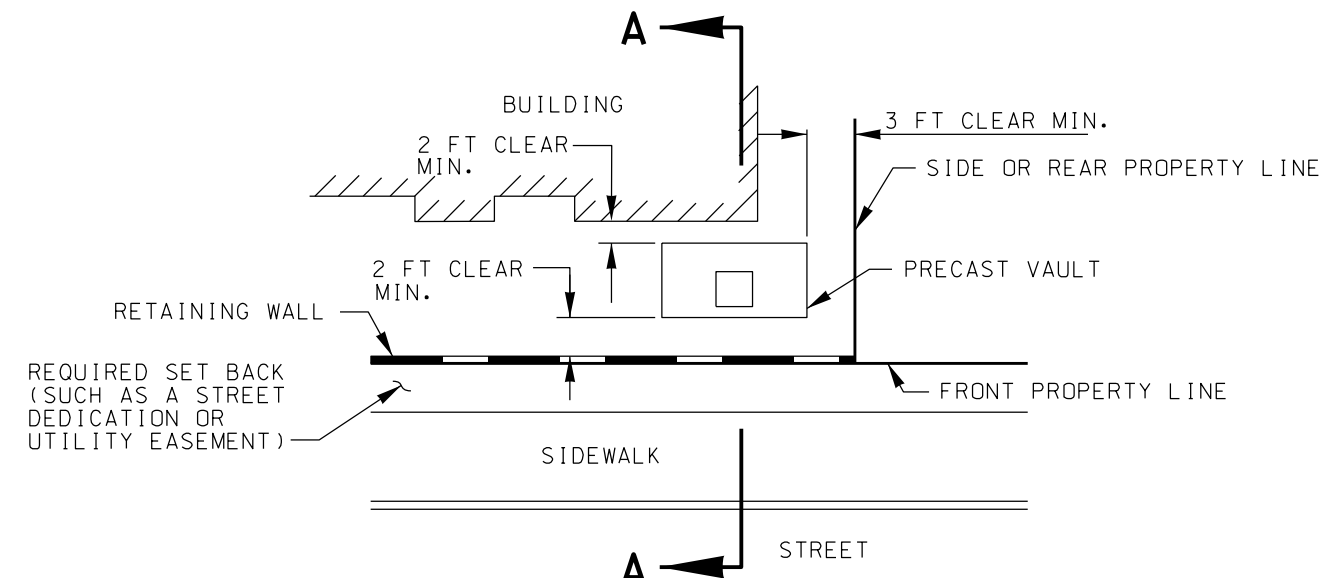 A
BUILDING
2 FT CLEAR
MIN.
3 FT CLEAR MIN.
SIDE OR REAR PROPERTY LINE
2 FT CLEAR
MIN.
PRECAST VAULT
RETAINING WALL
REQUIRED SET BACK
(SUCH AS A STREET
DEDICATION OR
UTILITY EASEMENT)
FRONT PROPERTY LINE
SIDEWALK
STREET
A